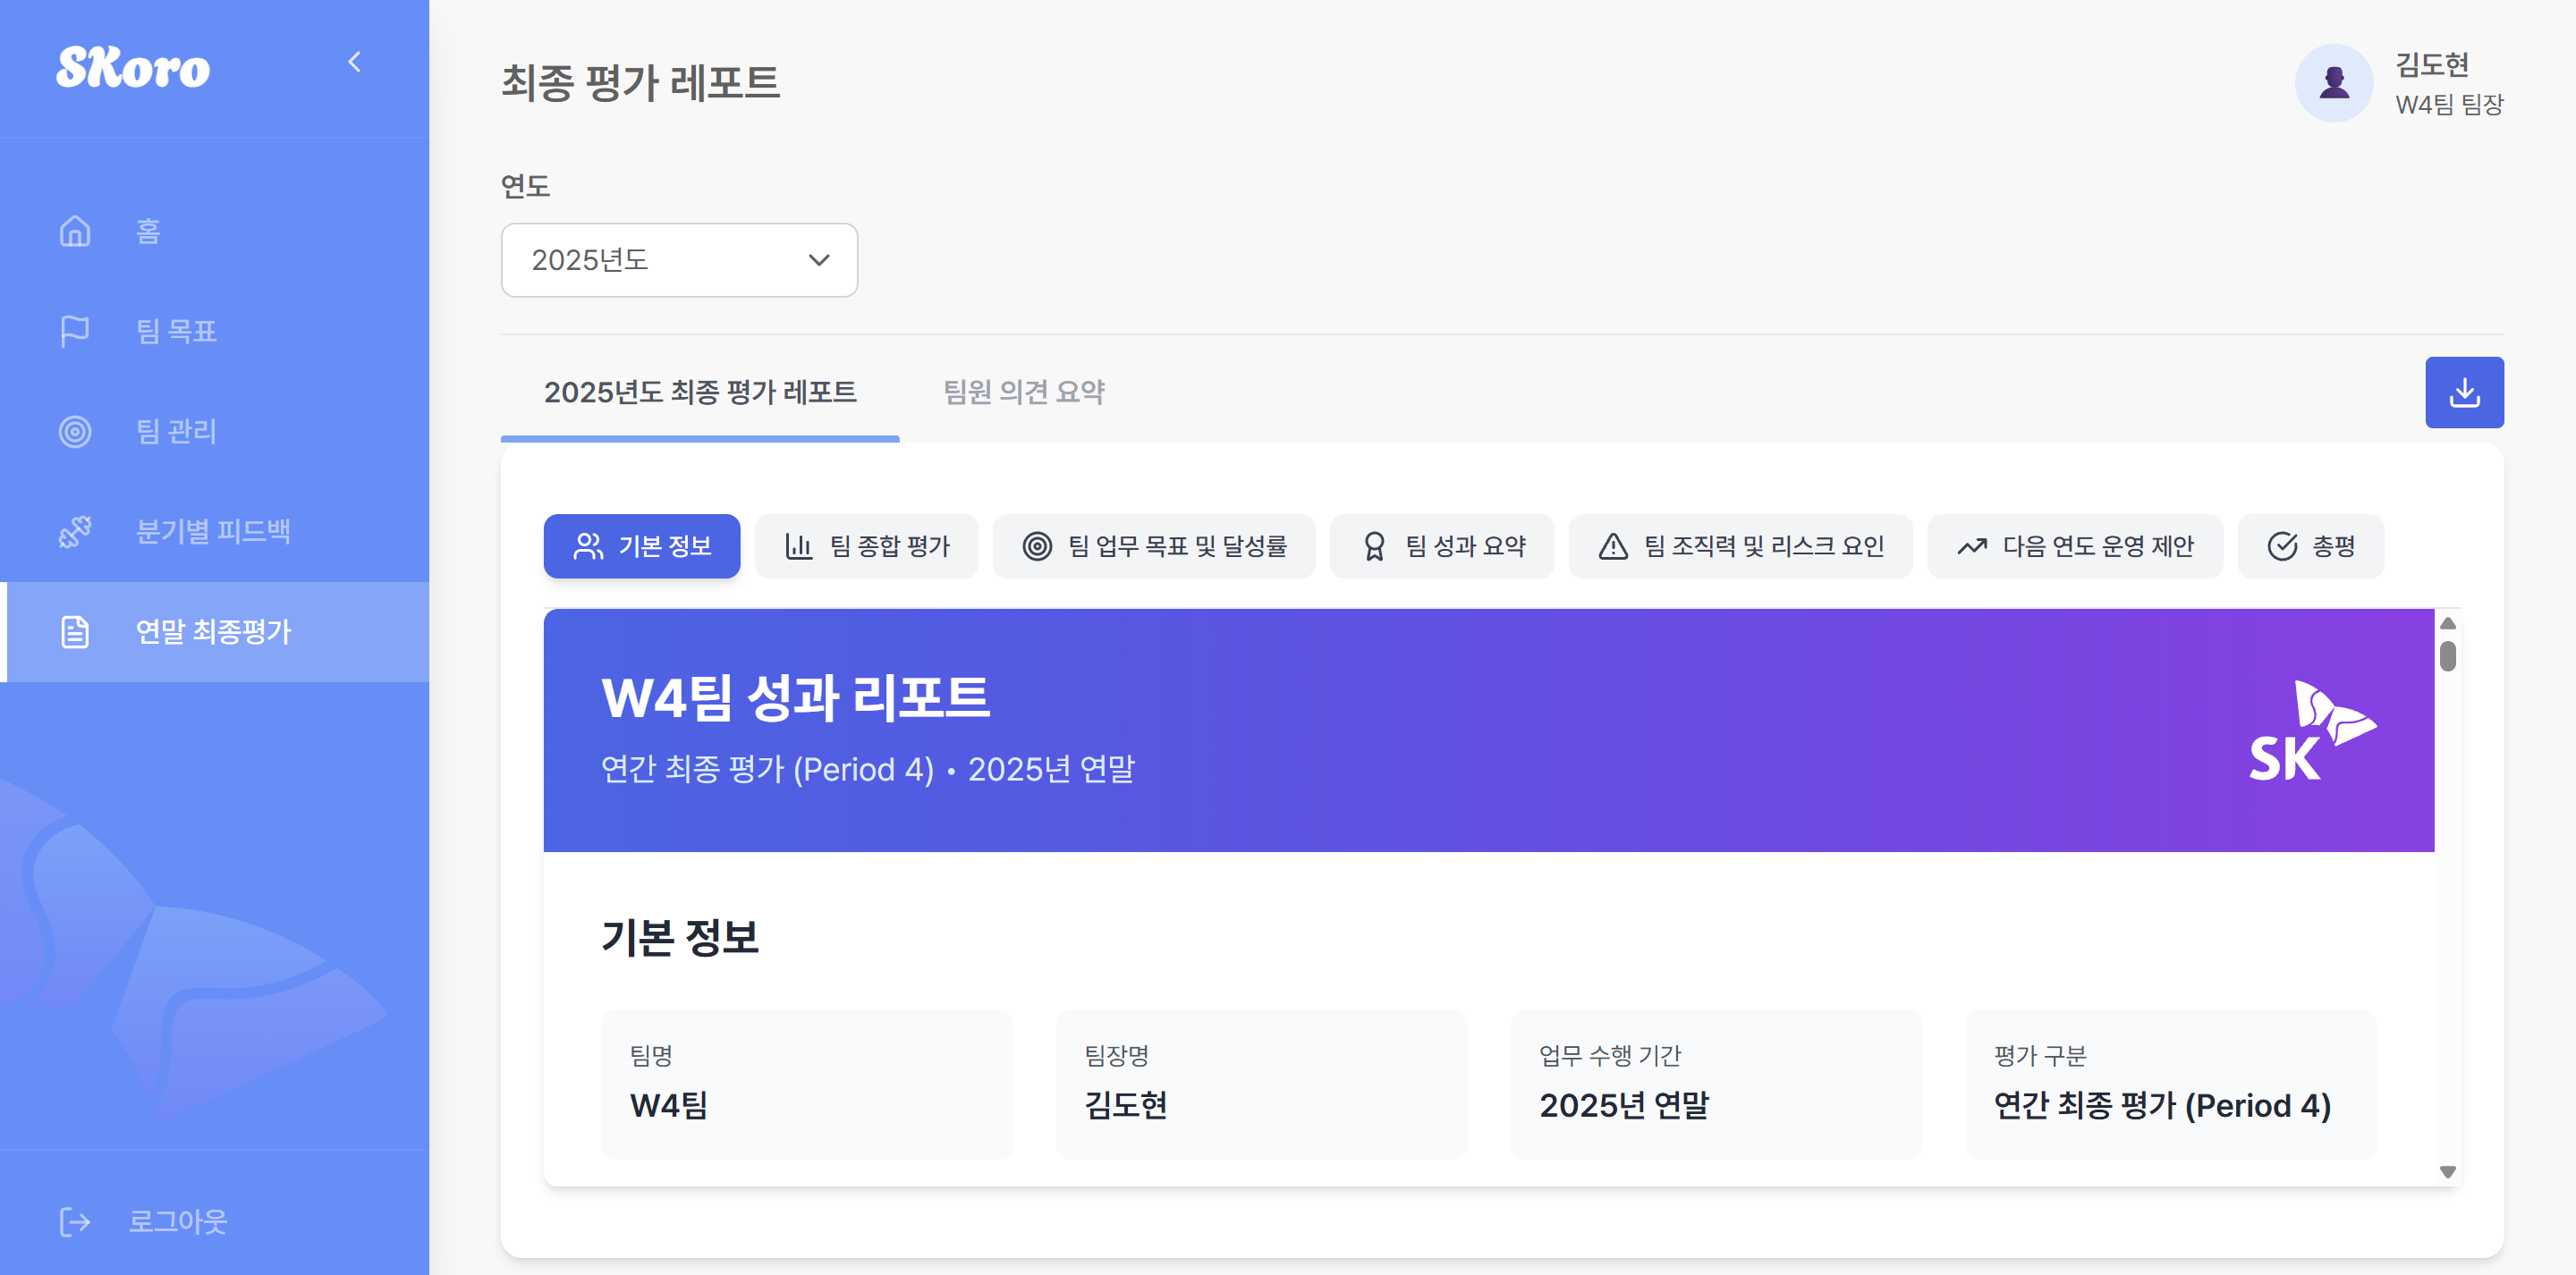 SKoro
홈
팀 목표
팀 관리
분기별 피드백
연말 최종평가
로그아웃
최종 평가 레포트
김도현
W4팀 팀장
연도
2025년도
2025년도 최종 평가 레포트
팀원 의견 요약
기본 정보
팀 종합 평가
팀 업무 목표 및 달성률
팀 성과 요약
팀 조직력 및 리스크 요인
다음 연도 운영 제안
총평
W4팀 성과 리포트
연간 최종 평가 (Period 4) • 2025년 연말
SK
기본 정보
팀명
W4팀
팀장명
김도현
업무 수행 기간
2025년 연말
평가 구분
연간 최종 평가 (Period 4)